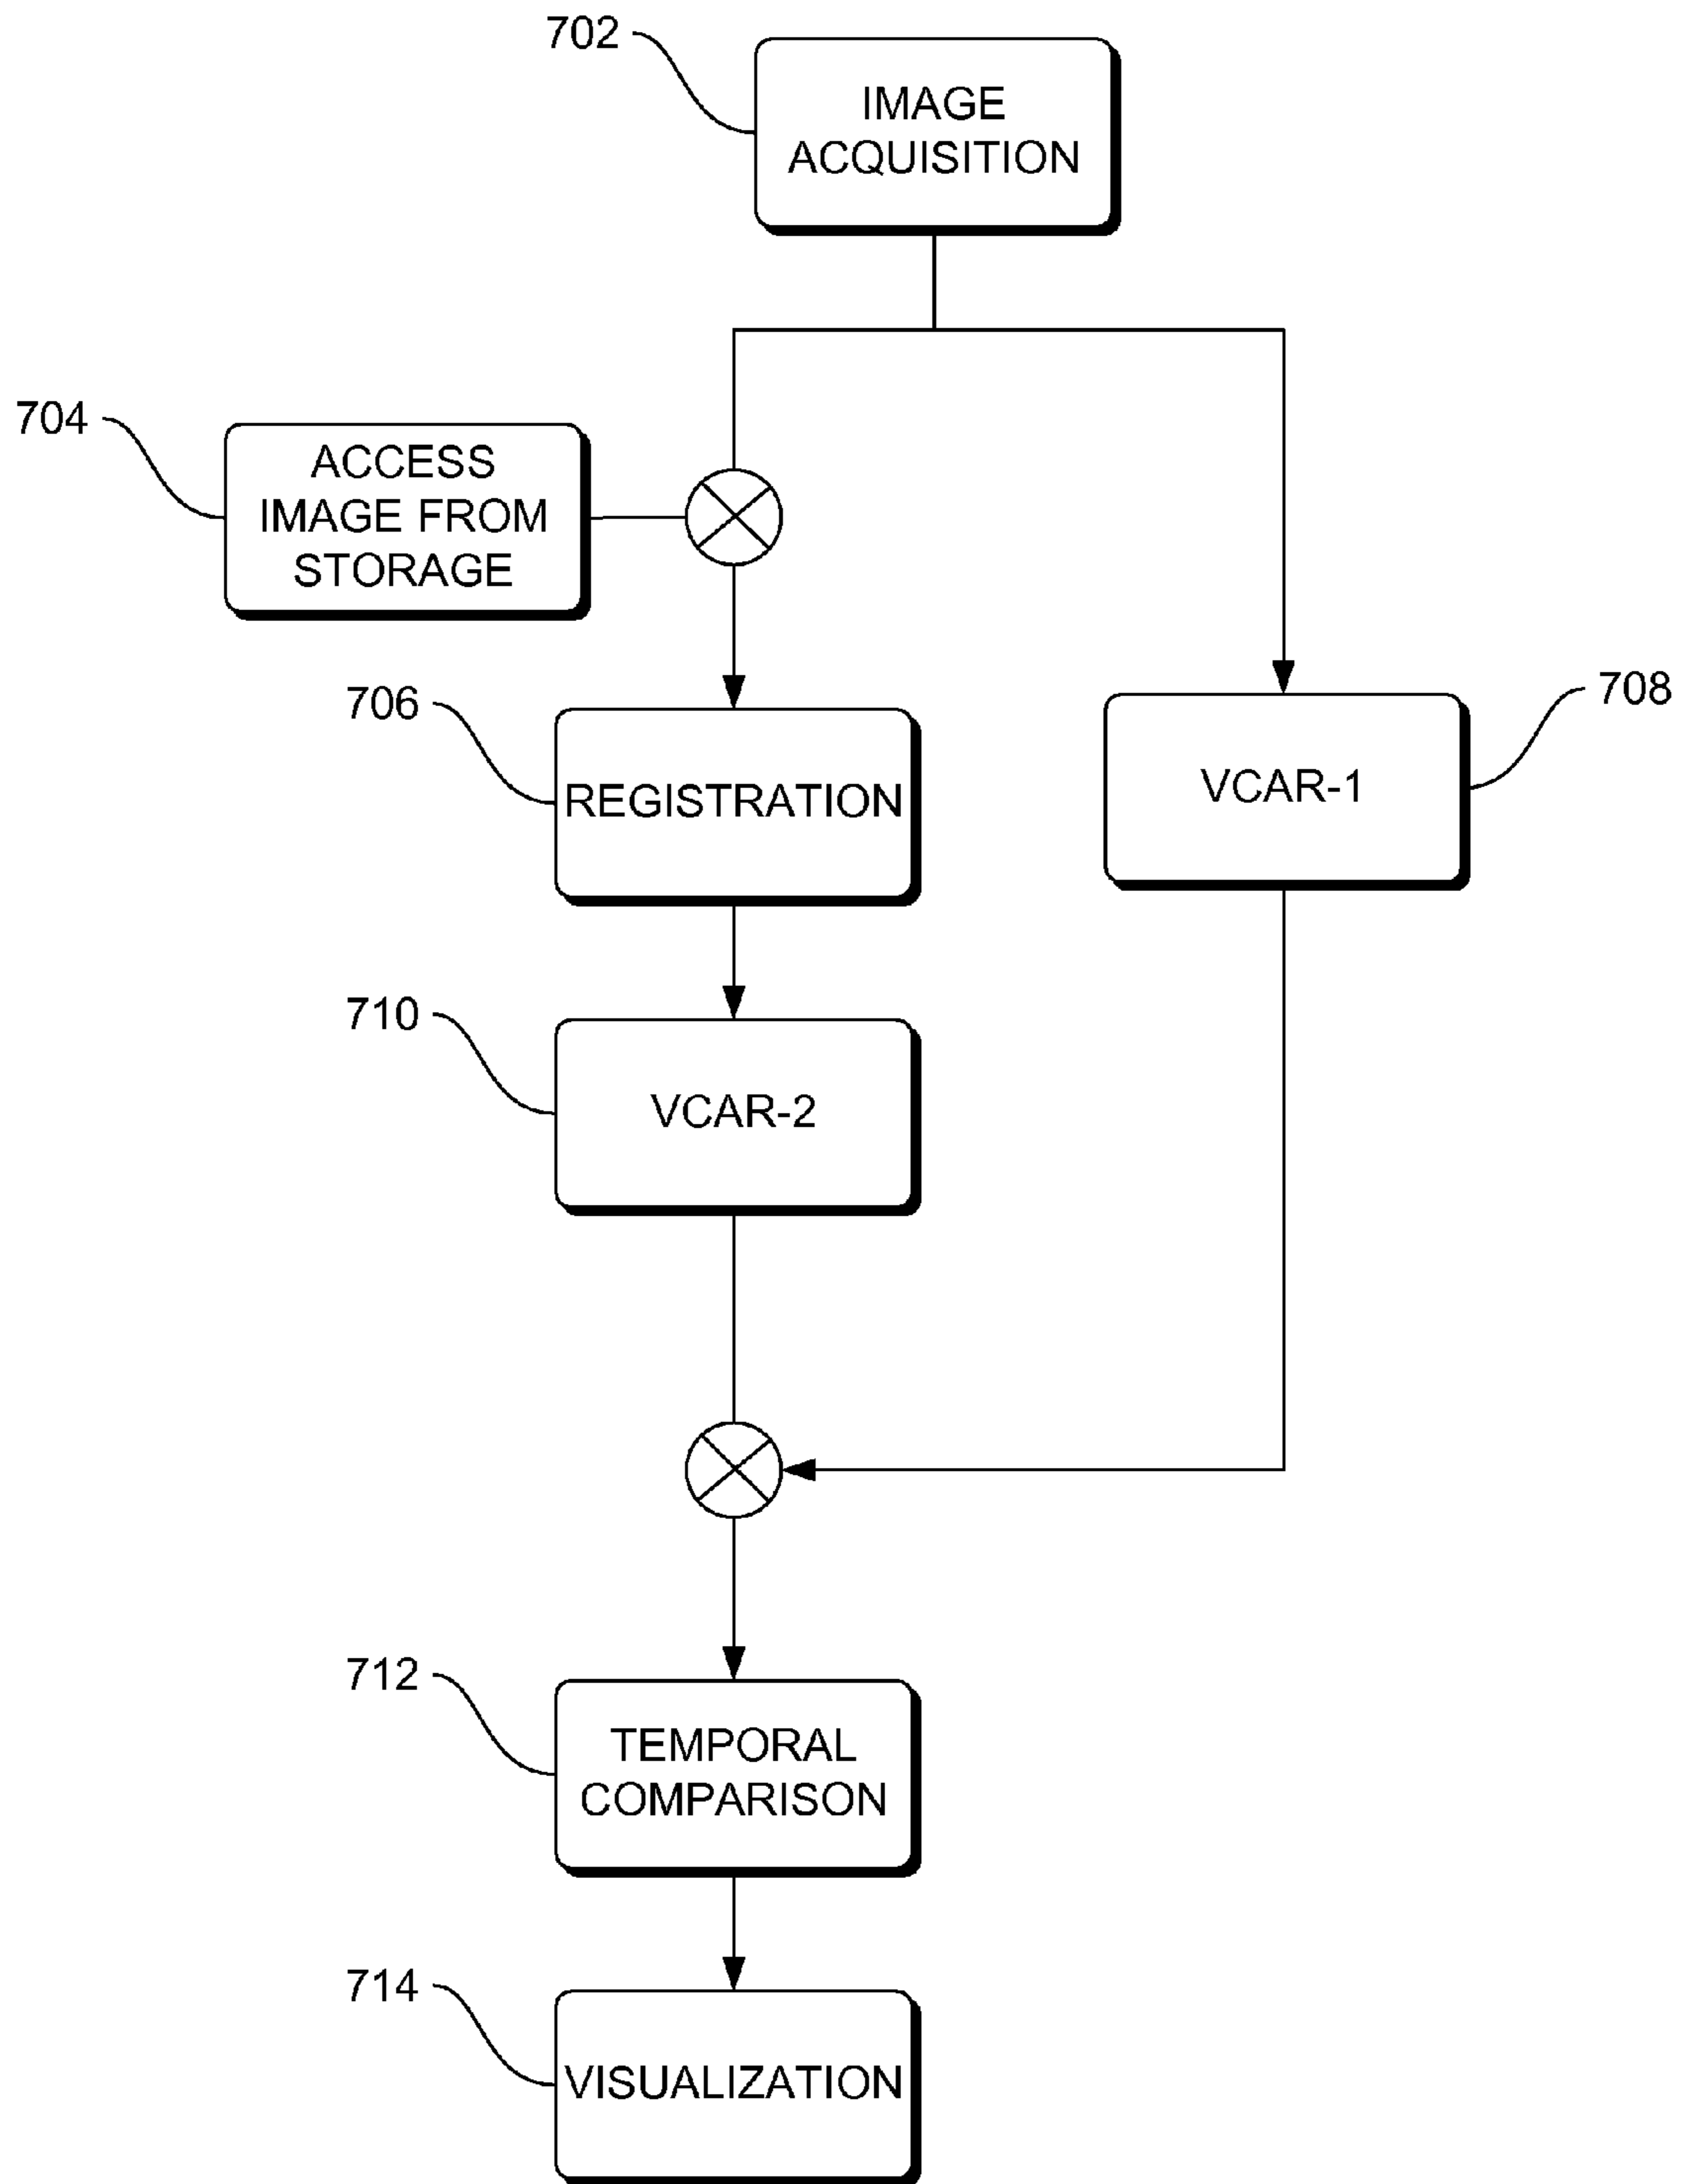 702
IMAGE
ACQUISITION
704
ACCESS
IMAGE FROM
STORAGE
706
REGISTRATION
708
VCAR-1
710
VCAR-2
712
TEMPORAL
COMPARISON
714
VISUALIZATION